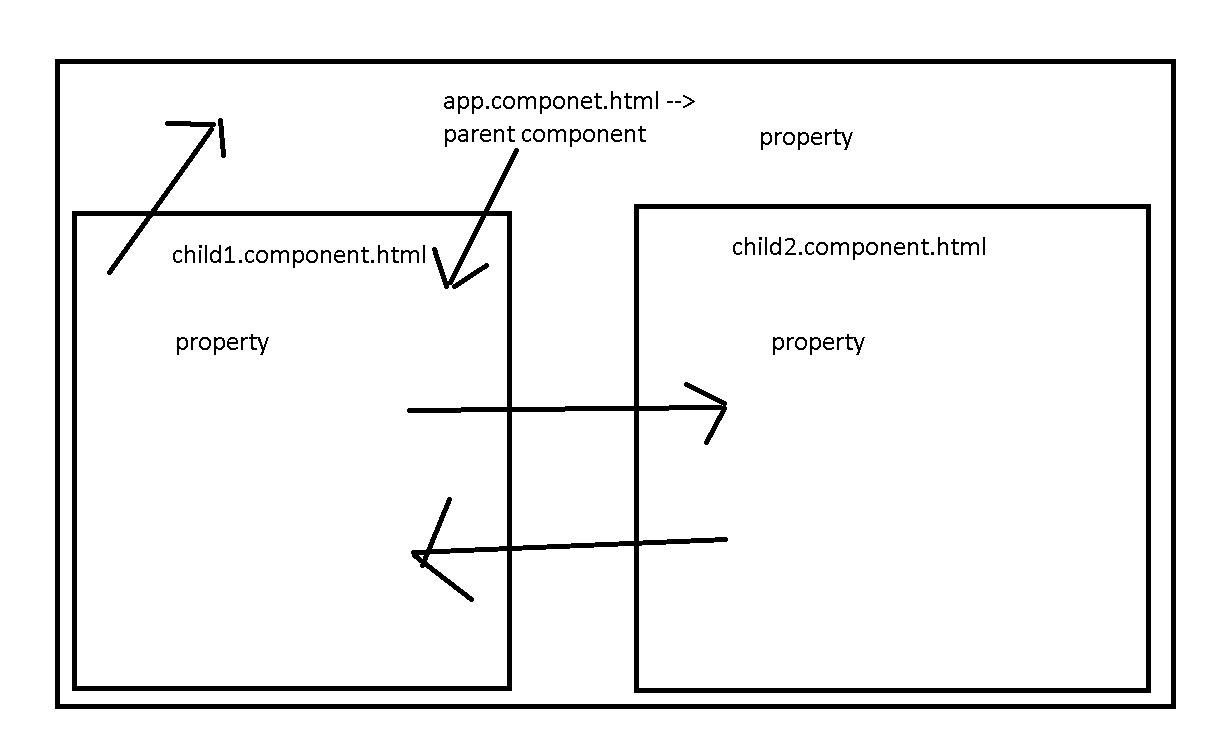 app.componet.html -->
parent component
property
child1.component.html
child2.component.html
property
property